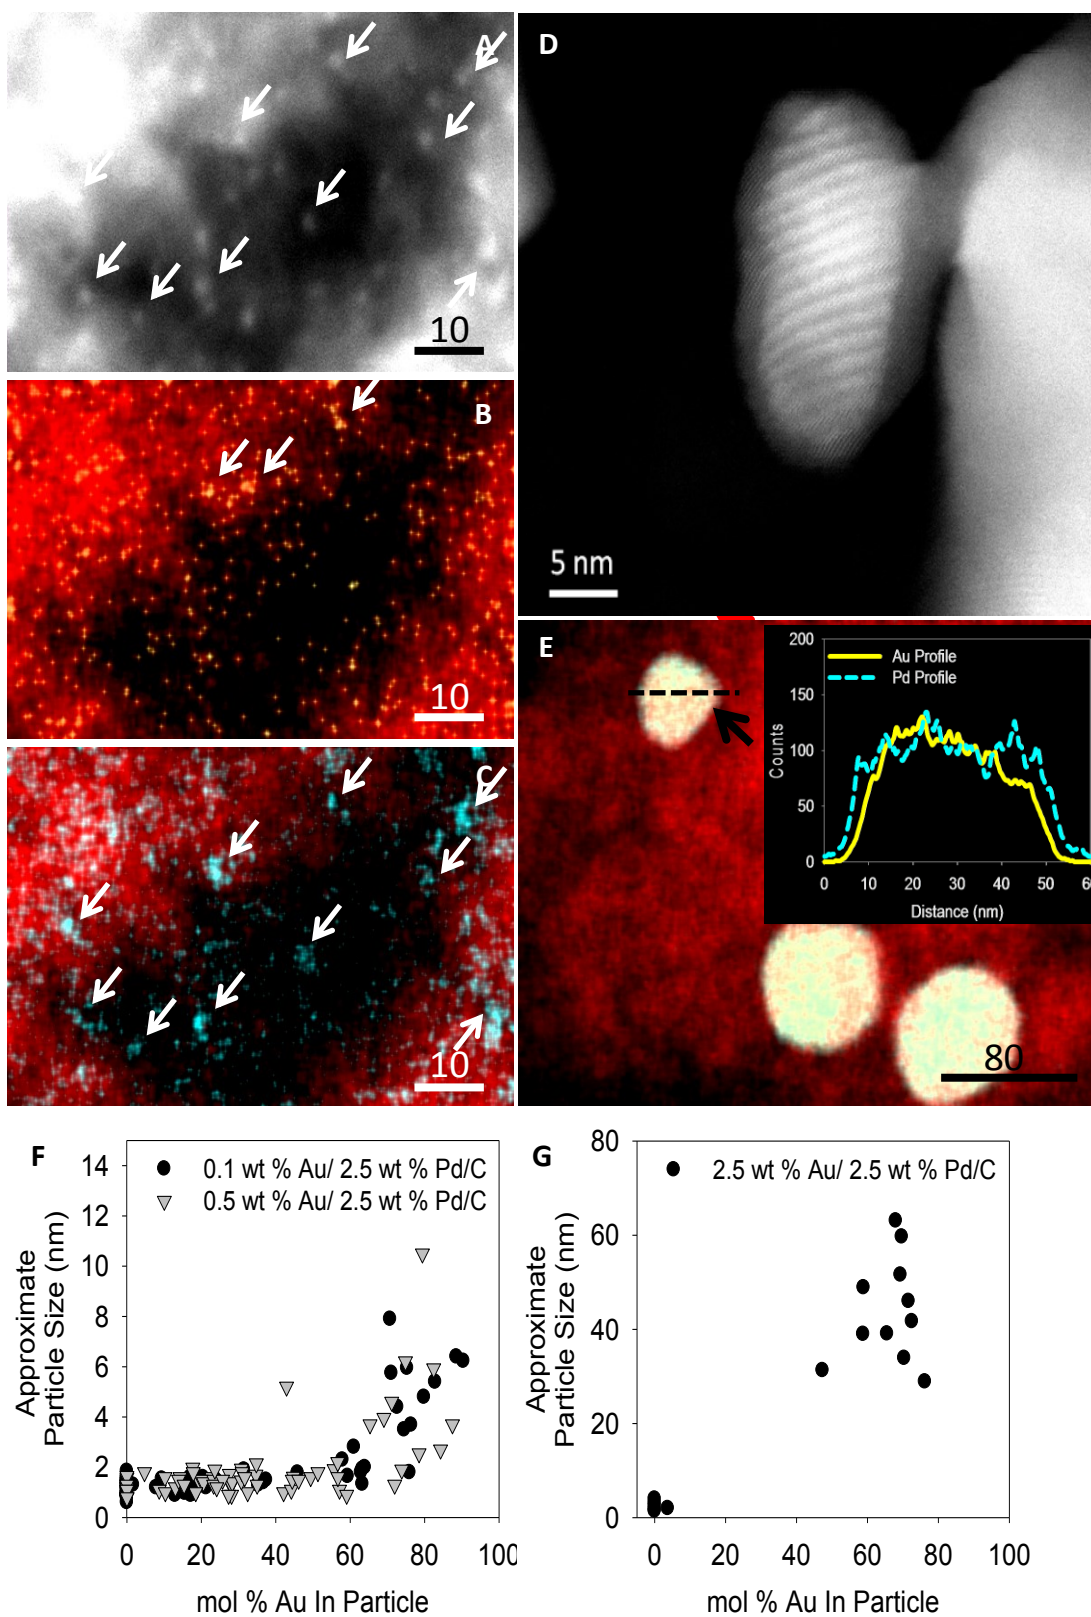 A
10
B
10
C
10
D
5 nm
E
200
150
100
50
0
Counts
Au Profile
Pd Profile
0 10 20 30 40 50 60
Distance (nm)
80
F
14
12
10
8
6
4
2
0
Approximate
Particle Size (nm)
0.1 wt % Au/ 2.5 wt % Pd/C
0.5 wt % Au/ 2.5 wt % Pd/C
0 20 40 60 80 100
mol % Au In Particle
G
80
60
40
20
0
Approximate
Particle Size (nm)
2.5 wt % Au/ 2.5 wt % Pd/C
0 20 40 60 80 100
mol % Au In Particle